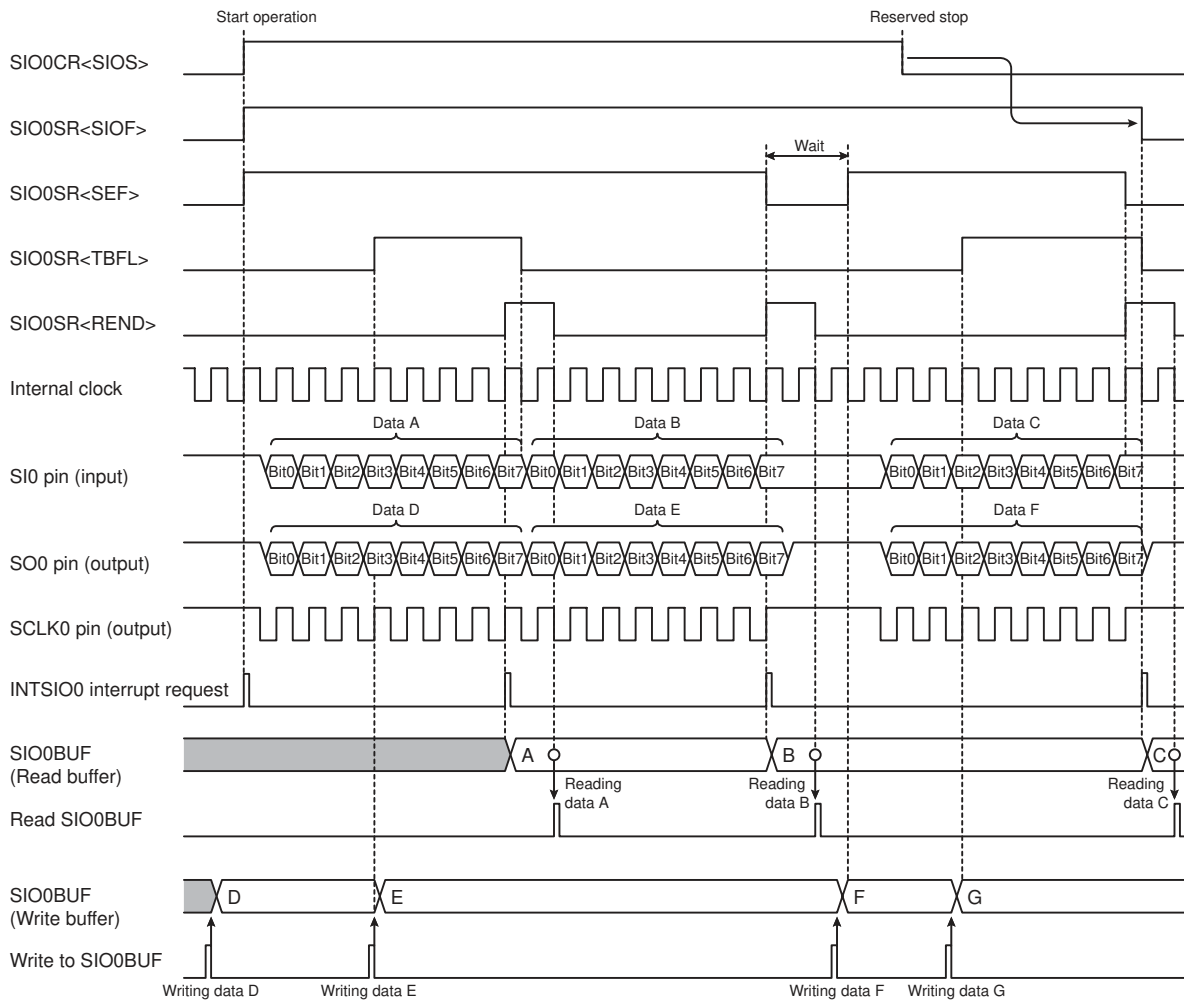 Start operation
Reserved stop
SIO0CR<SIOS>
SIO0SR<SIOF>
Wait
SIO0SR<SEF>
SIO0SR<TBFL>
SIO0SR<REND>
Internal clock
Data A
Data B
Data C
SI0 pin (input)
Bit0 Bit1 Bit2 Bit3 Bit4 Bit5 Bit6 Bit7 Bit0 Bit1 Bit2 Bit3 Bit4 Bit5 Bit6 Bit7 Bit0 Bit1 Bit2 Bit3 Bit4 Bit5 Bit6 Bit7
Data D
Data E
Data F
SO0 pin (output)
Bit0 Bit1 Bit2 Bit3 Bit4 Bit5 Bit6 Bit7 Bit0 Bit1 Bit2 Bit3 Bit4 Bit5 Bit6 Bit7 Bit0 Bit1 Bit2 Bit3 Bit4 Bit5 Bit6 Bit7
SCLK0 pin (output)
INTSIO0 interrupt request
SIO0BUF
(Read buffer)
A
B
C
Reading
data A
Reading
data B
Reading
data C
Read SIO0BUF
SIO0BUF
(Write buffer)
D
E
F
G
Write to SIO0BUF
Writing data D
Writing data E
Writing data F
Writing data G